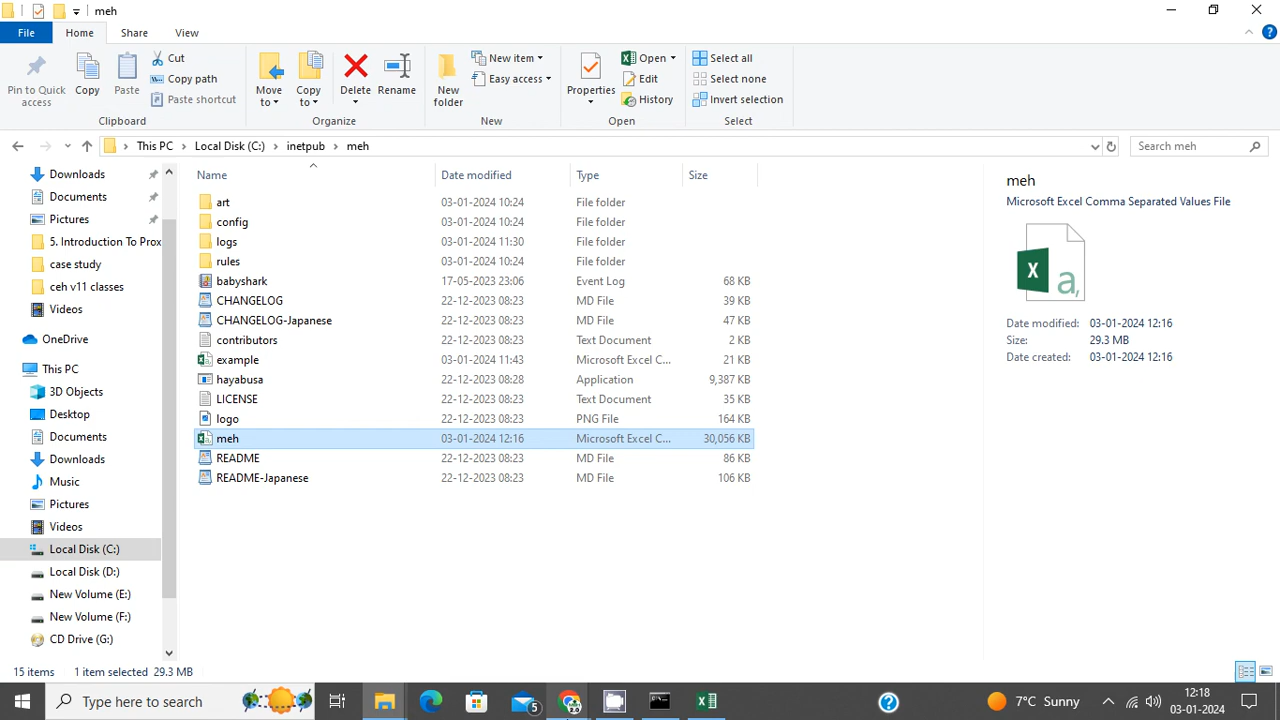 meh
File Home Share View
Pin to Quick access
Copy
Paste
Cut
Copy path
Paste shortcut
Clipboard
Move to
Copy to
Delete
Rename
Organize
New folder
New item
Easy access
New
Properties
Open
Edit
History
Open
Select all
Select none
Invert selection
Select
This PC Local Disk (C:) inetpub meh
Search meh
Downloads
Documents
Pictures
5. Introduction To Prox
case study
ceh v11 classes
Videos
OneDrive
This PC
3D Objects
Desktop
Documents
Downloads
Music
Pictures
Videos
Local Disk (C:)
Local Disk (D:)
New Volume (E:)
New Volume (F:)
CD Drive (G:)
Name Date modified Type Size
art 03-01-2024 10:24 File folder
config 03-01-2024 10:24 File folder
logs 03-01-2024 11:30 File folder
rules 03-01-2024 10:24 File folder
babyshark 17-05-2023 23:06 Event Log 68 KB
CHANGELOG 22-12-2023 08:23 MD File 39 KB
CHANGELOG-Japanese 22-12-2023 08:23 MD File 47 KB
contributors 22-12-2023 08:23 Text Document 2 KB
example 03-01-2024 11:43 Microsoft Excel C... 21 KB
hayabusa 22-12-2023 08:28 Application 9,387 KB
LICENSE 22-12-2023 08:23 Text Document 35 KB
logo 22-12-2023 08:23 PNG File 164 KB
meh 03-01-2024 12:16 Microsoft Excel C... 30,056 KB
README 22-12-2023 08:23 MD File 86 KB
README-Japanese 22-12-2023 08:23 MD File 106 KB
meh
Microsoft Excel Comma Separated Values File
X a,
Date modified: 03-01-2024 12:16
Size: 29.3 MB
Date created: 03-01-2024 12:16
15 items 1 item selected 29.3 MB
Type here to search
5
7°C Sunny
12:18
03-01-2024